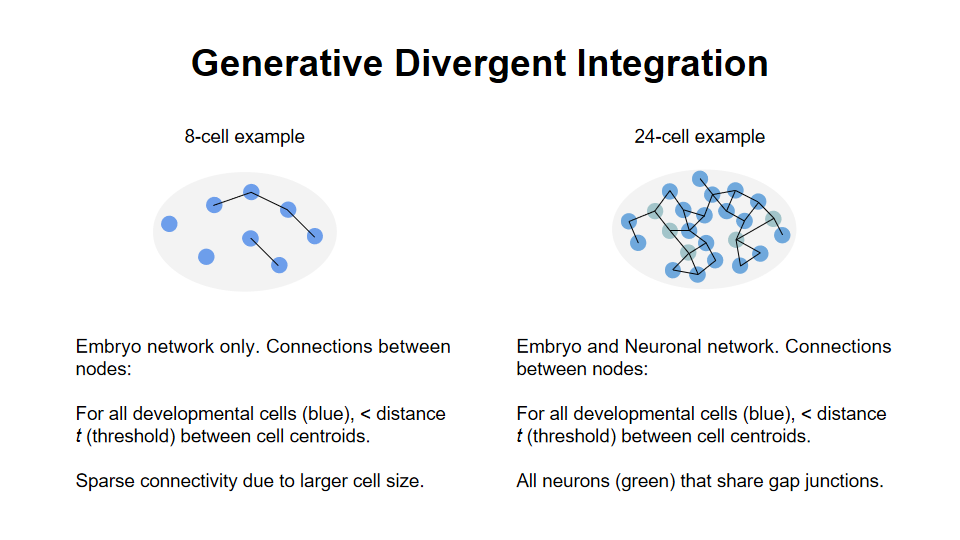 Generative Divergent Integration
8-cell example
24-cell example
Embryo network only. Connections between
nodes:
For all developmental cells (blue), < distance
t (threshold) between cell centroids.
Sparse connectivity due to larger cell size.
Embryo and Neuronal network. Connections
between nodes:
For all developmental cells (blue), < distance
t (threshold) between cell centroids.
All neurons (green) that share gap junctions.